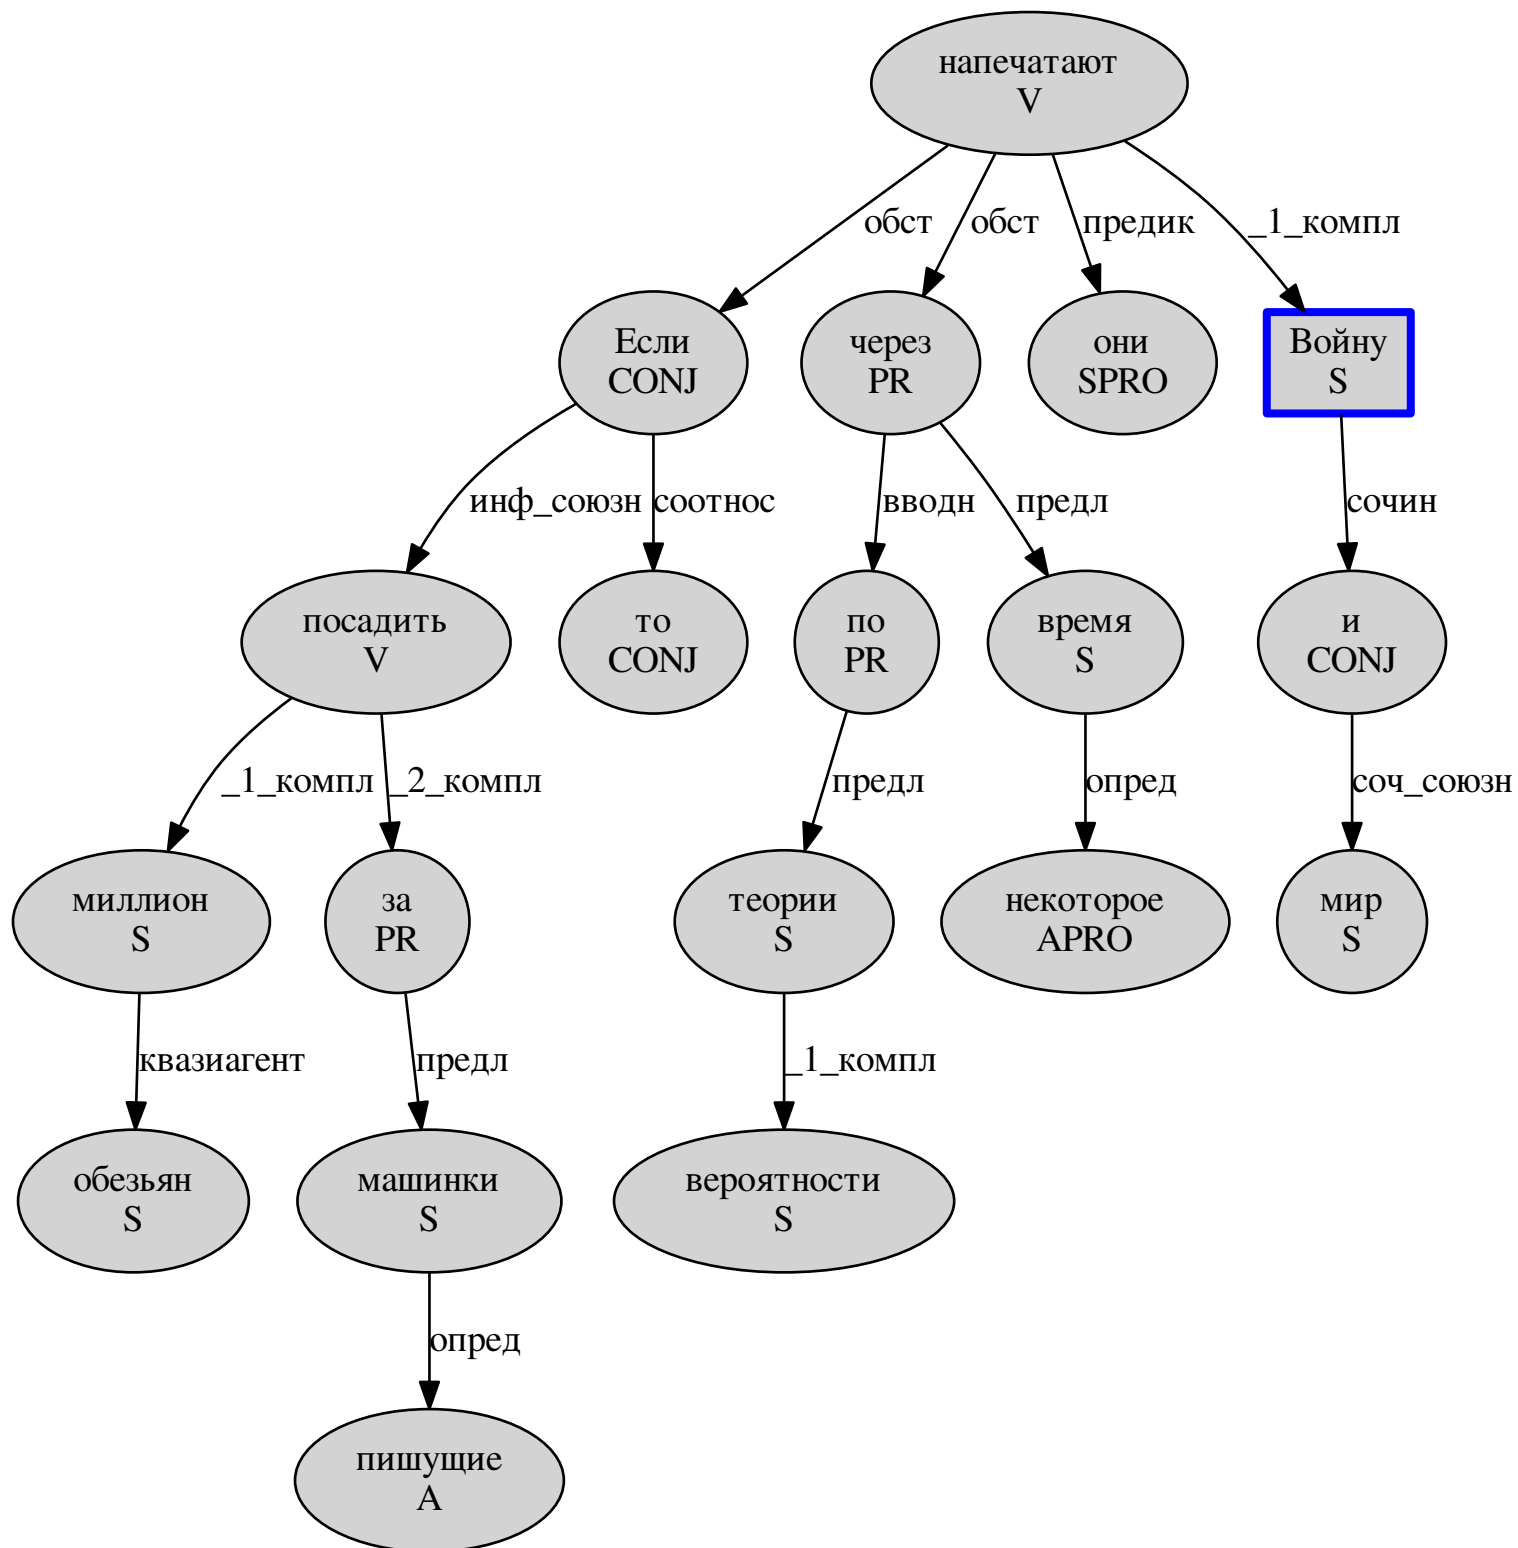 напечатают
V
обст
обст
предик
_1_компл
Если
CONJ
через
PR
они
SPRO
Войну
S
инф_союзн
соотнос
вводн
предл
сочин
посадить
V
то
CONJ
по
PR
время
S
и
CONJ
_1_компл
_2_компл
предл
опред
соч_союзн
миллион
S
за
PR
теории
S
некоторое
APRO
мир
S
квазиагент
предл
_1_компл
обезьян
S
машинки
S
вероятности
S
опред
пишущие
A